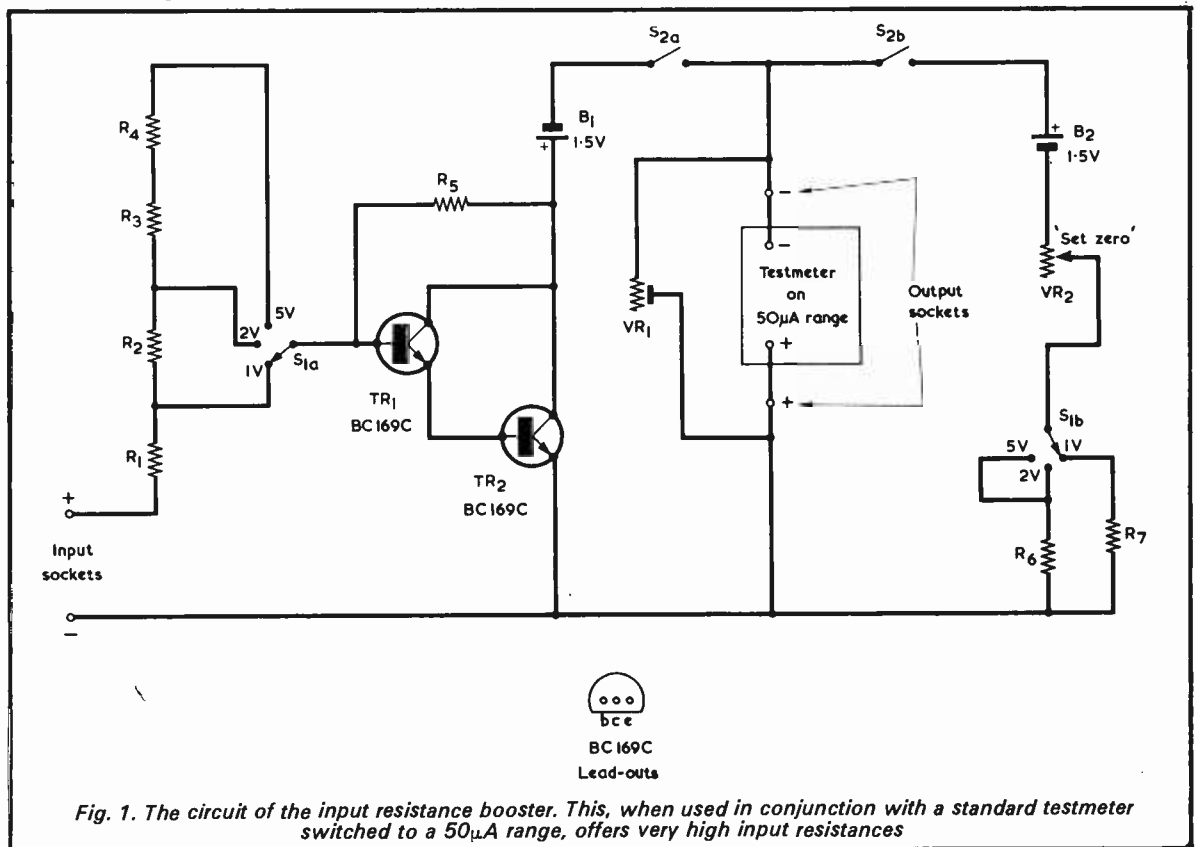 S2a
S2b
R4
R3
R2
R1
5V
2V
1V
S1a
R5
B1
1·5V
+
TR1
BC169C
TR2
BC169C
VR1
−
−
Testmeter
on
50µA range
+
+
Output
sockets
+
B2
1·5V
'Set zero'
VR2
S1b
5V
2V
1V
R6
R7
+
Input
sockets
−
b c e
BC169C
Lead-outs
Fig. 1. The circuit of the input resistance booster. This, when used in conjunction with a standard testmeter
switched to a 50µA range, offers very high input resistances